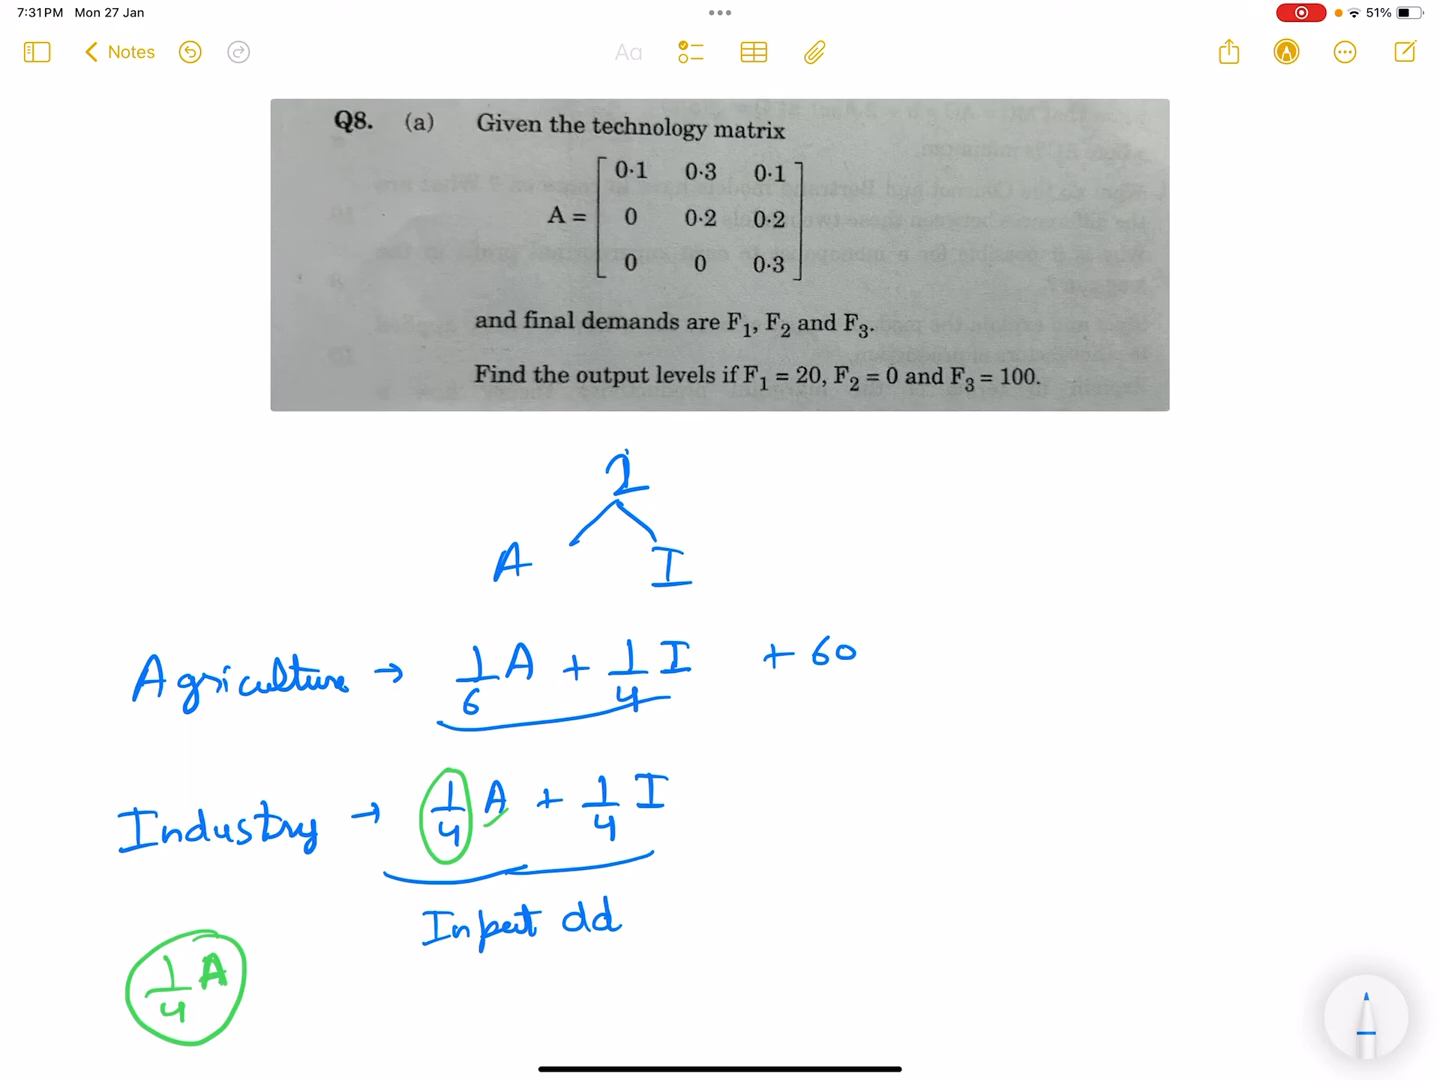 7:31 PM Mon 27 Jan
51%
Notes
Aa
Q8. (a) Given the technology matrix
0·1 0·3 0·1
A = 0 0·2 0·2
0 0 0·3
and final demands are F₁, F₂ and F₃.
Find the output levels if F₁ = 20, F₂ = 0 and F₃ = 100.
2
A I
Agriculture → 1/6 A + 1/4 I + 60
Industry → 1/4 A + 1/4 I
Input dd
1/4 A